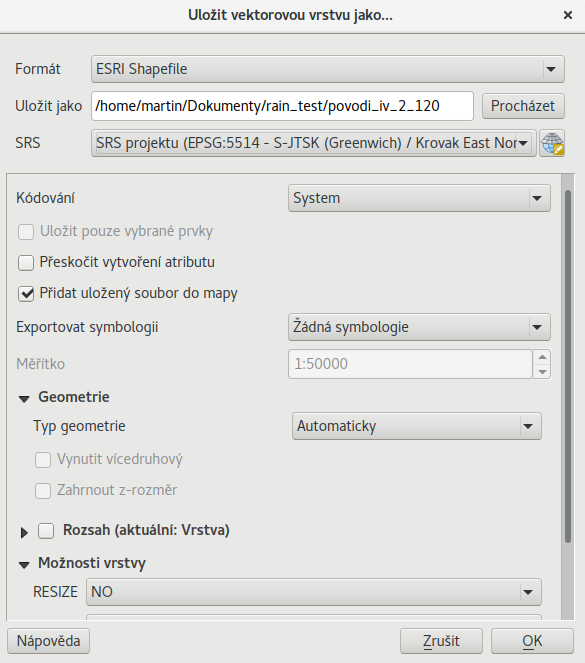 Uložit vektorovou vrstvu jako...
Formát ESRI Shapefile
Uložit jako /home/martin/Dokumenty/rain_test/povodi_iv_2_120 Procházet
SRS SRS projektu (EPSG:5514 - S-JTSK (Greenwich) / Krovak East Nor
Kódování System
Uložit pouze vybrané prvky
Přeskočit vytvoření atributu
Přidat uložený soubor do mapy
Exportovat symbologii Žádná symbologie
Měřítko 1:50000
Geometrie
Typ geometrie Automaticky
Vynutit vícedruhový
Zahrnout z-rozměr
Rozsah (aktuální: Vrstva)
Možnosti vrstvy
RESIZE NO
Nápověda Zrušit OK